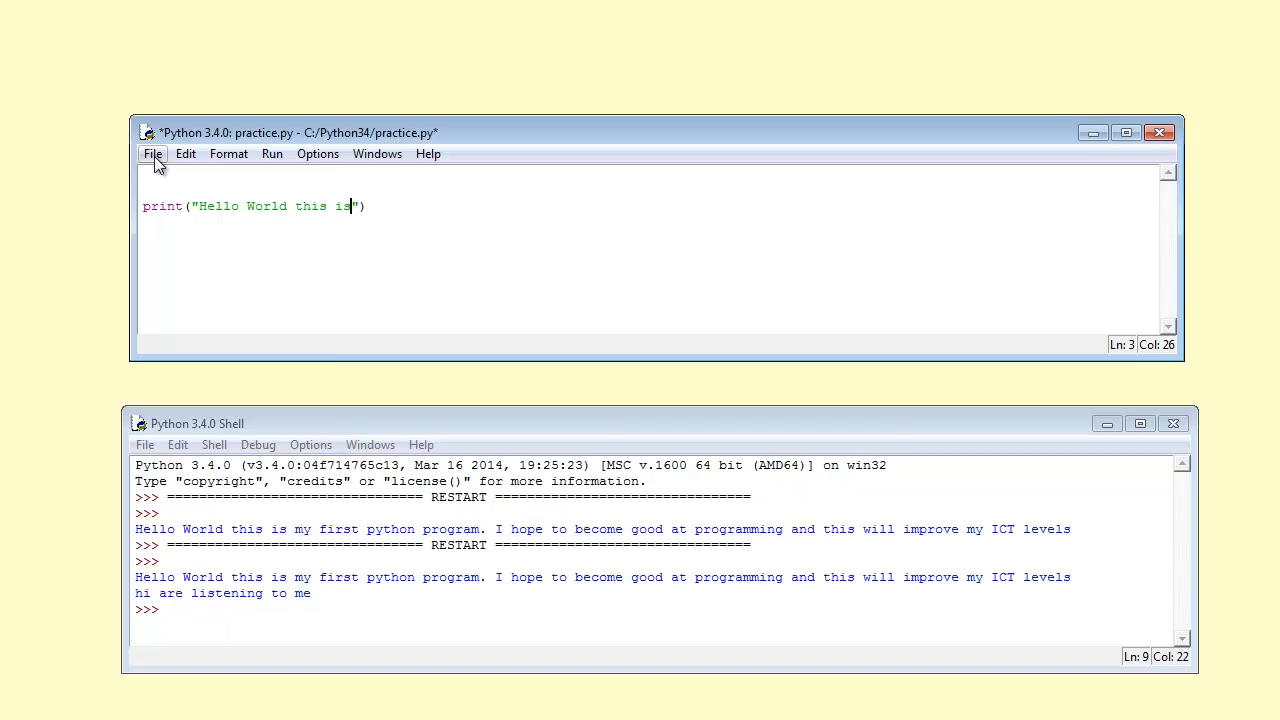 *Python 3.4.0: practice.py - C:/Python34/practice.py*
File Edit Format Run Options Windows Help
print("Hello World this is")
Ln: 3 Col: 26
Python 3.4.0 Shell
File Edit Shell Debug Options Windows Help
Python 3.4.0 (v3.4.0:04f714765c13, Mar 16 2414, 19:25:23) [MSC v.1600 64 bit (AMD64)] on win32
Type "copyright", "credits" or "license()" for more information.
>>> ================================ RESTART ================================
>>>
Hello World this is my first python program. I hope to become good at programming and this will improve my ICT levels
>>> ================================ RESTART ================================
>>>
Hello World this is my first python program. I hope to become good at programming and this will improve my ICT levels
hi are listening to me
>>>
Ln: 9 Col: 22